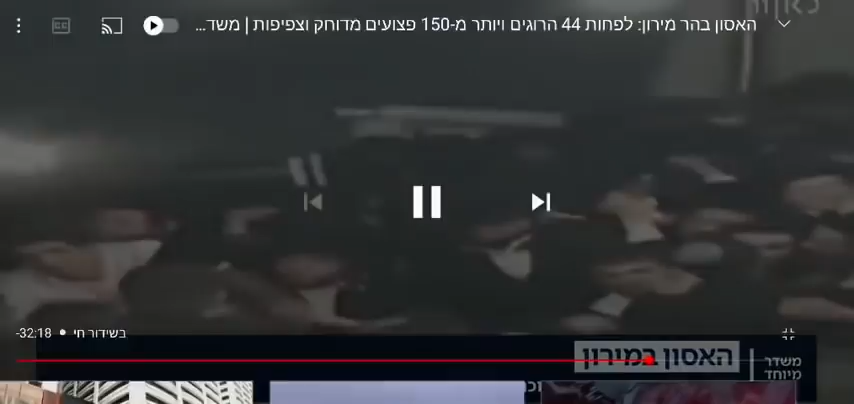 האסון בהר מירון: לפחות 44 הרוגים ויותר מ-150 פצועים מדוחק וצפיפות | משד...
-32:18 • בשידור חי
האסון במירון
משדר
מיוחד